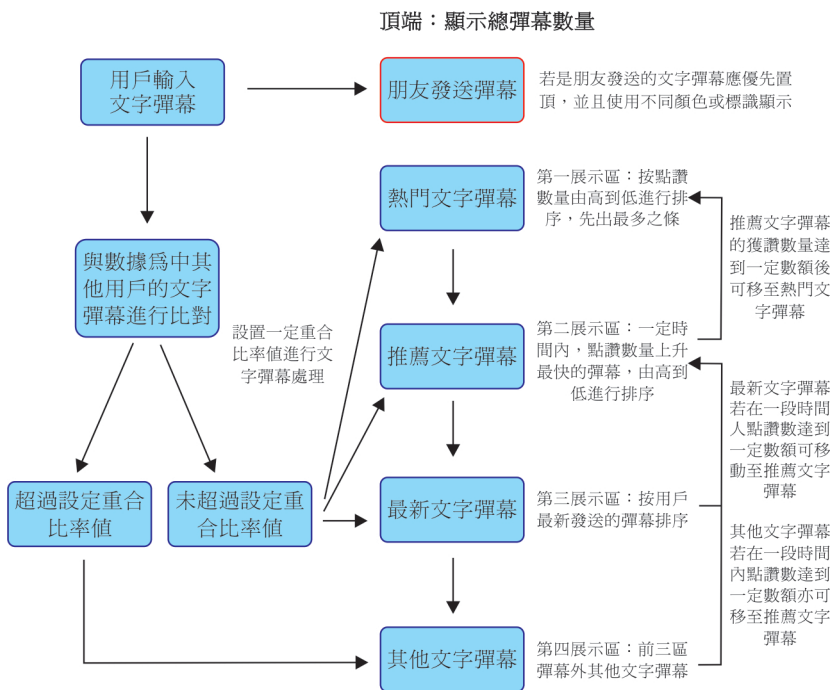 頂端：顯示總彈幕數量
用戶輸入
文字彈幕
朋友發送彈幕
若是朋友發送的文字彈幕應優先置
頂，並且使用不同顏色或標識顯示
熱門文字彈幕
第一展示區：按點讚
數量由高到低進行排
序，先出最多之條
推薦文字彈幕
的獲讚數量達
到一定數額後
可移至熱門文
字彈幕
與數據爲中其
他用戶的文字
彈幕進行比對
設置一定重合
比率值進行文
字彈幕處理
推薦文字彈幕
第二展示區：一定時
間內，點讚數量上升
最快的彈幕，由高到
低進行排序
最新文字彈幕
若在一段時間
人點讚數達到
一定數額可移
動至推薦文字
彈幕
超過設定重合
比率值
未超過設定重
合比率值
最新文字彈幕
第三展示區：按用戶
最新發送的彈幕排序
其他文字彈幕
若在一段時間
內點讚數達到
一定數額亦可
移至推薦文字
彈幕
其他文字彈幕
第四展示區：前三區
彈幕外其他文字彈幕